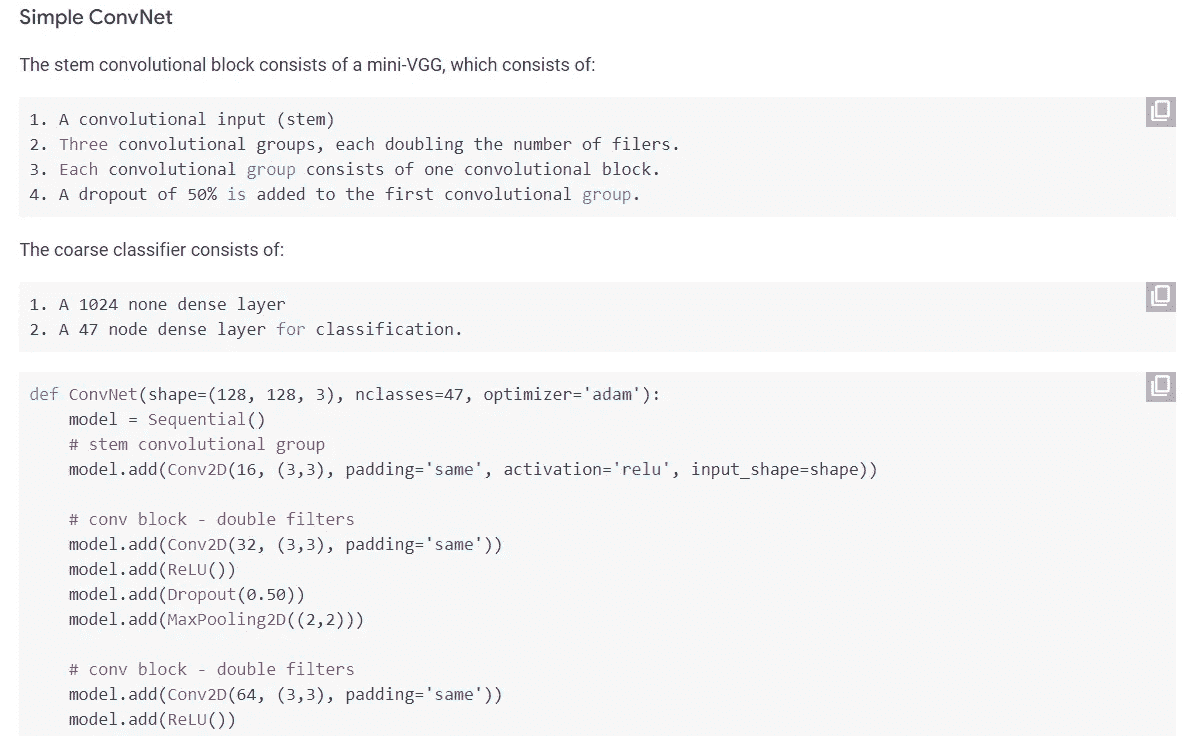 Simple ConvNet
The stem convolutional block consists of a mini-VGG, which consists of:
1. A convolutional input (stem)
2. Three convolutional groups, each doubling the number of filers.
3. Each convolutional group consists of one convolutional block.
4. A dropout of 50% is added to the first convolutional group.
The coarse classifier consists of:
1. A 1024 none dense layer
2. A 47 node dense layer for classification.
def ConvNet(shape=(128, 128, 3), nclasses=47, optimizer='adam'):
    model = Sequential()
    # stem convolutional group
    model.add(Conv2D(16, (3,3), padding='same', activation='relu', input_shape=shape))
    # conv block - double filters
    model.add(Conv2D(32, (3,3), padding='same'))
    model.add(ReLU())
    model.add(Dropout(0.50))
    model.add(MaxPooling2D((2,2)))
    # conv block - double filters
    model.add(Conv2D(64, (3,3), padding='same'))
    model.add(ReLU())